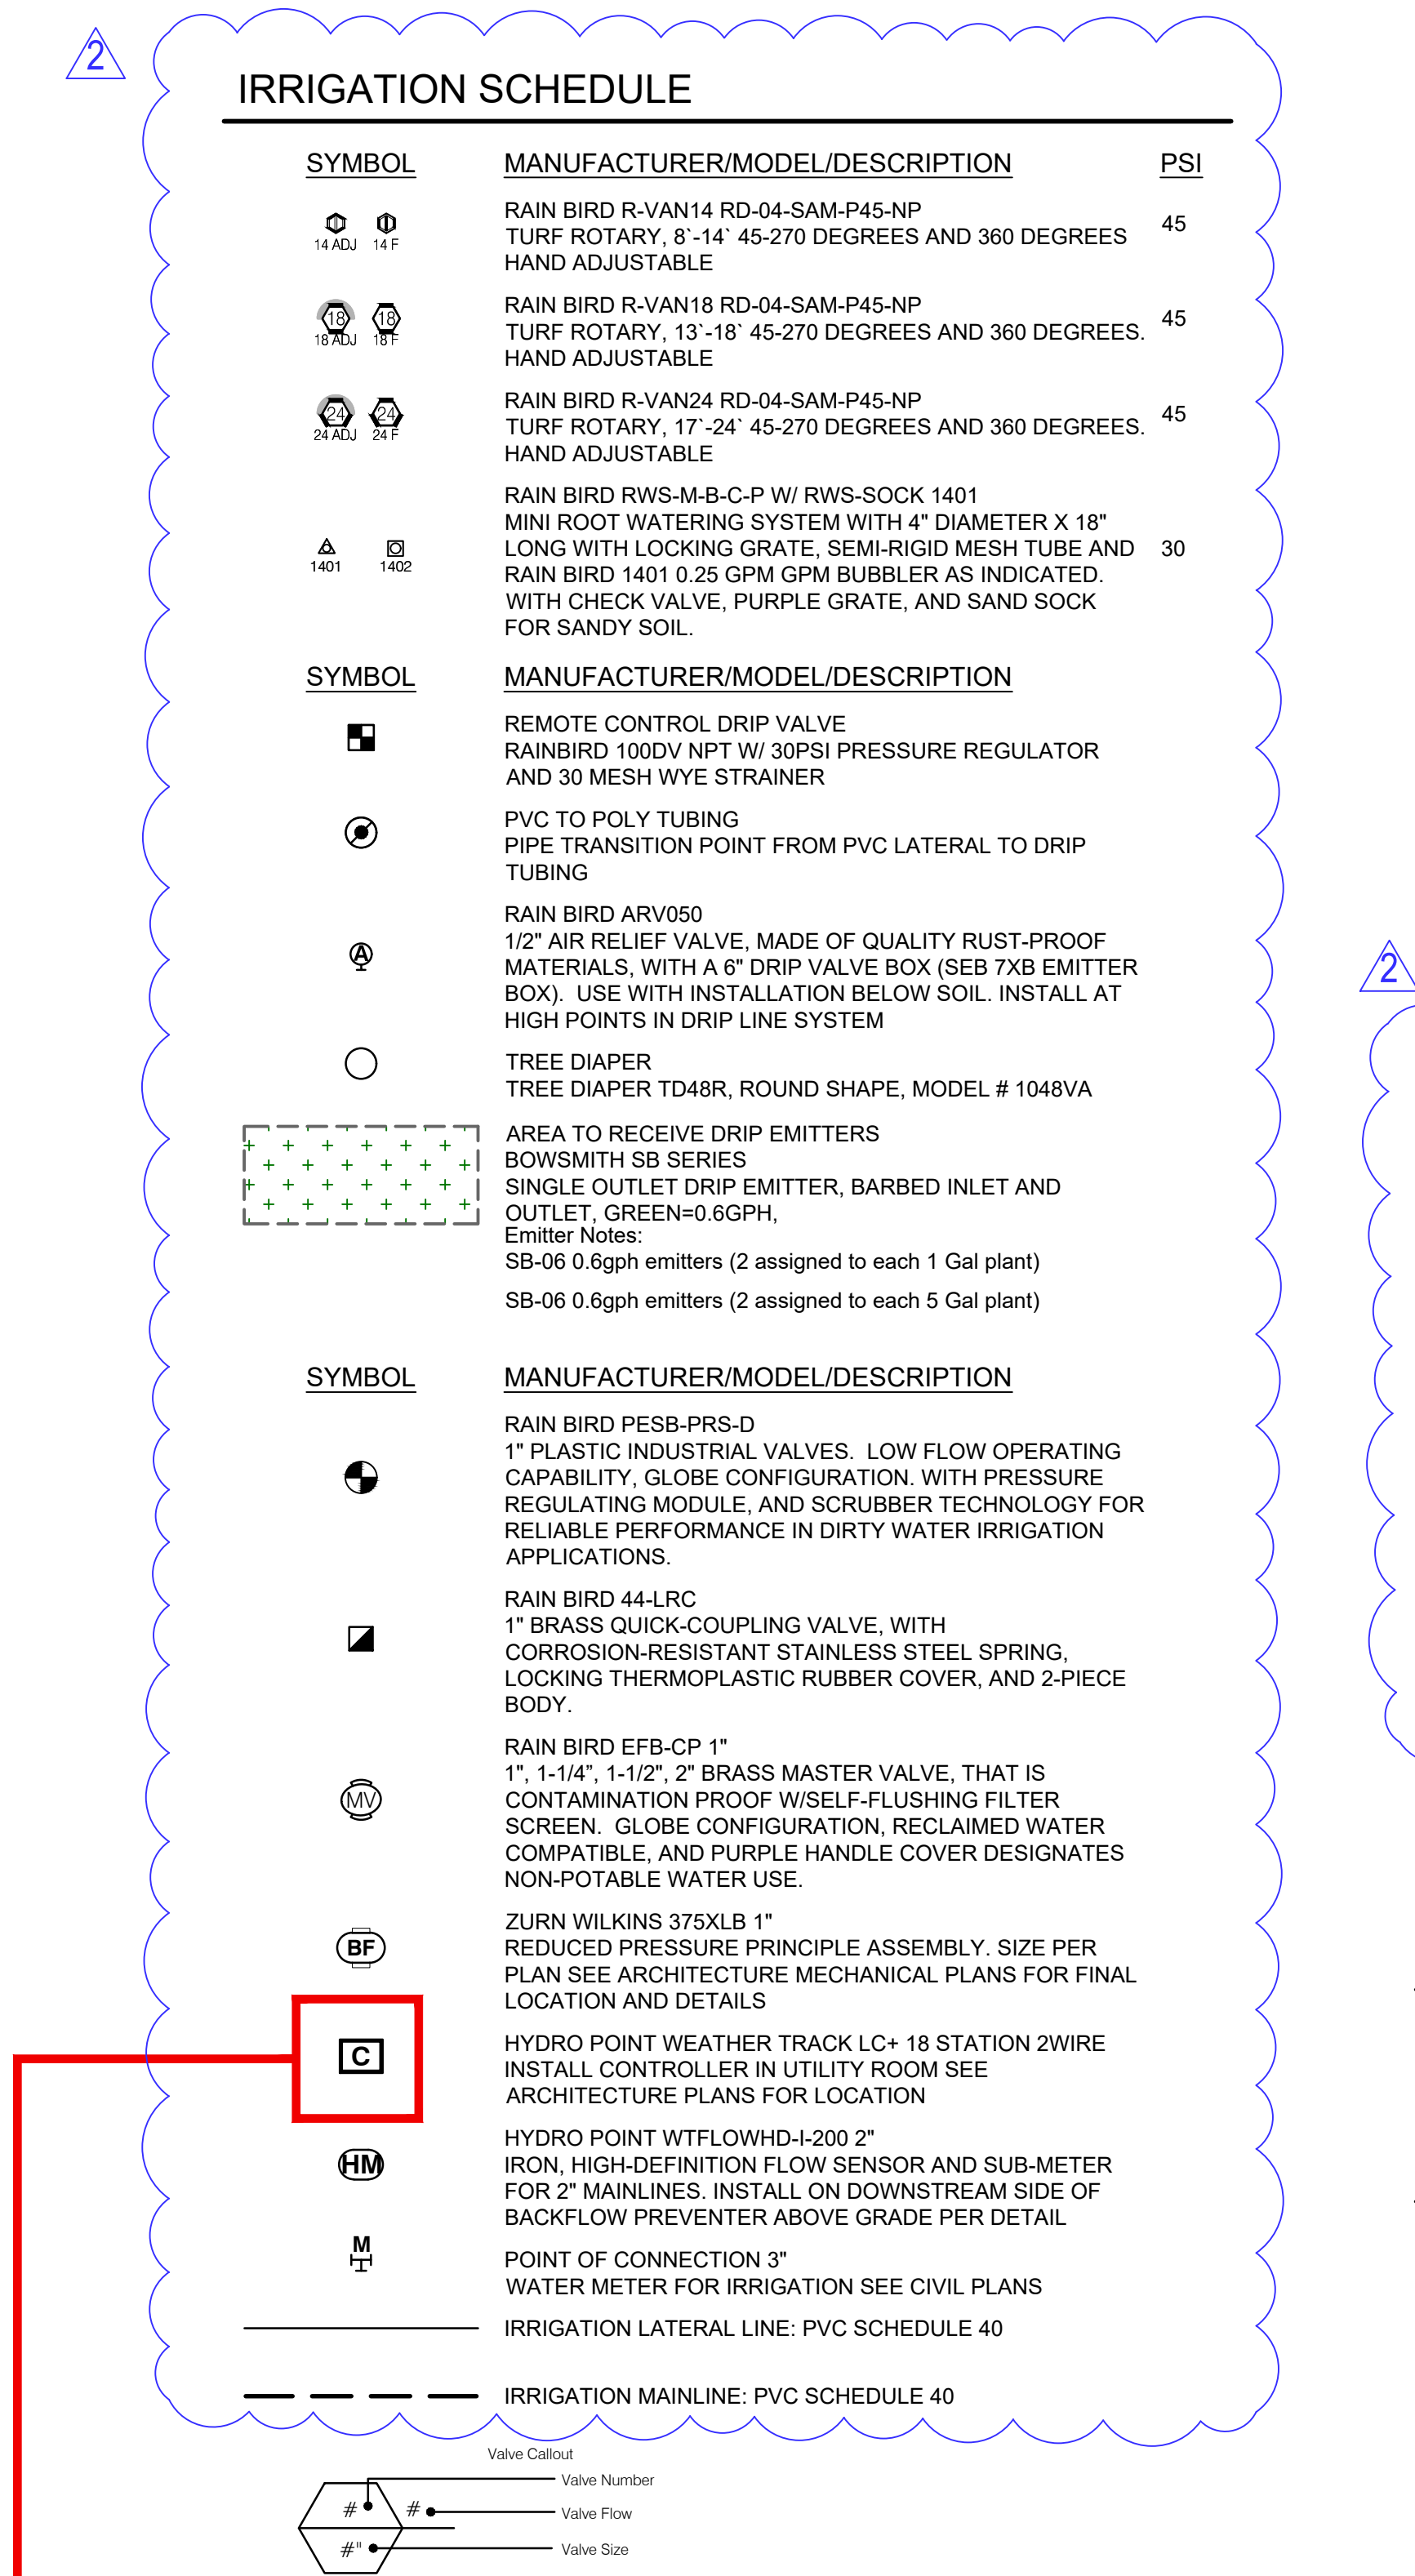 2
IRRIGATION SCHEDULE
SYMBOL MANUFACTURER/MODEL/DESCRIPTION PSI
RAIN BIRD R-VAN14 RD-04-SAM-P45-NP
TURF ROTARY, 8`-14` 45-270 DEGREES AND 360 DEGREES
HAND ADJUSTABLE
14 ADJ 14 F
45
RAIN BIRD R-VAN18 RD-04-SAM-P45-NP
TURF ROTARY, 13`-18` 45-270 DEGREES AND 360 DEGREES.
HAND ADJUSTABLE
18 18
18 ADJ 18 F
45
RAIN BIRD R-VAN24 RD-04-SAM-P45-NP
TURF ROTARY, 17`-24` 45-270 DEGREES AND 360 DEGREES.
HAND ADJUSTABLE
24 24
24 ADJ 24 F
45
RAIN BIRD RWS-M-B-C-P W/ RWS-SOCK 1401
MINI ROOT WATERING SYSTEM WITH 4" DIAMETER X 18"
LONG WITH LOCKING GRATE, SEMI-RIGID MESH TUBE AND
RAIN BIRD 1401 0.25 GPM GPM BUBBLER AS INDICATED.
WITH CHECK VALVE, PURPLE GRATE, AND SAND SOCK
FOR SANDY SOIL.
1401 1402
30
SYMBOL MANUFACTURER/MODEL/DESCRIPTION
REMOTE CONTROL DRIP VALVE
RAINBIRD 100DV NPT W/ 30PSI PRESSURE REGULATOR
AND 30 MESH WYE STRAINER
PVC TO POLY TUBING
PIPE TRANSITION POINT FROM PVC LATERAL TO DRIP
TUBING
A
RAIN BIRD ARV050
1/2" AIR RELIEF VALVE, MADE OF QUALITY RUST-PROOF
MATERIALS, WITH A 6" DRIP VALVE BOX (SEB 7XB EMITTER
BOX). USE WITH INSTALLATION BELOW SOIL. INSTALL AT
HIGH POINTS IN DRIP LINE SYSTEM
2
TREE DIAPER
TREE DIAPER TD48R, ROUND SHAPE, MODEL # 1048VA
AREA TO RECEIVE DRIP EMITTERS
BOWSMITH SB SERIES
SINGLE OUTLET DRIP EMITTER, BARBED INLET AND
OUTLET, GREEN=0.6GPH,
Emitter Notes:
SB-06 0.6gph emitters (2 assigned to each 1 Gal plant)
SB-06 0.6gph emitters (2 assigned to each 5 Gal plant)
SYMBOL MANUFACTURER/MODEL/DESCRIPTION
RAIN BIRD PESB-PRS-D
1" PLASTIC INDUSTRIAL VALVES. LOW FLOW OPERATING
CAPABILITY, GLOBE CONFIGURATION. WITH PRESSURE
REGULATING MODULE, AND SCRUBBER TECHNOLOGY FOR
RELIABLE PERFORMANCE IN DIRTY WATER IRRIGATION
APPLICATIONS.
RAIN BIRD 44-LRC
1" BRASS QUICK-COUPLING VALVE, WITH
CORROSION-RESISTANT STAINLESS STEEL SPRING,
LOCKING THERMOPLASTIC RUBBER COVER, AND 2-PIECE
BODY.
MV
RAIN BIRD EFB-CP 1"
1", 1-1/4”, 1-1/2", 2" BRASS MASTER VALVE, THAT IS
CONTAMINATION PROOF W/SELF-FLUSHING FILTER
SCREEN. GLOBE CONFIGURATION, RECLAIMED WATER
COMPATIBLE, AND PURPLE HANDLE COVER DESIGNATES
NON-POTABLE WATER USE.
BF
ZURN WILKINS 375XLB 1"
REDUCED PRESSURE PRINCIPLE ASSEMBLY. SIZE PER
PLAN SEE ARCHITECTURE MECHANICAL PLANS FOR FINAL
LOCATION AND DETAILS
C
HYDRO POINT WEATHER TRACK LC+ 18 STATION 2WIRE
INSTALL CONTROLLER IN UTILITY ROOM SEE
ARCHITECTURE PLANS FOR LOCATION
HM
HYDRO POINT WTFLOWHD-I-200 2"
IRON, HIGH-DEFINITION FLOW SENSOR AND SUB-METER
FOR 2" MAINLINES. INSTALL ON DOWNSTREAM SIDE OF
BACKFLOW PREVENTER ABOVE GRADE PER DETAIL
M
POINT OF CONNECTION 3"
WATER METER FOR IRRIGATION SEE CIVIL PLANS
IRRIGATION LATERAL LINE: PVC SCHEDULE 40
IRRIGATION MAINLINE: PVC SCHEDULE 40
Valve Callout
# # Valve Number
Valve Flow
#" Valve Size